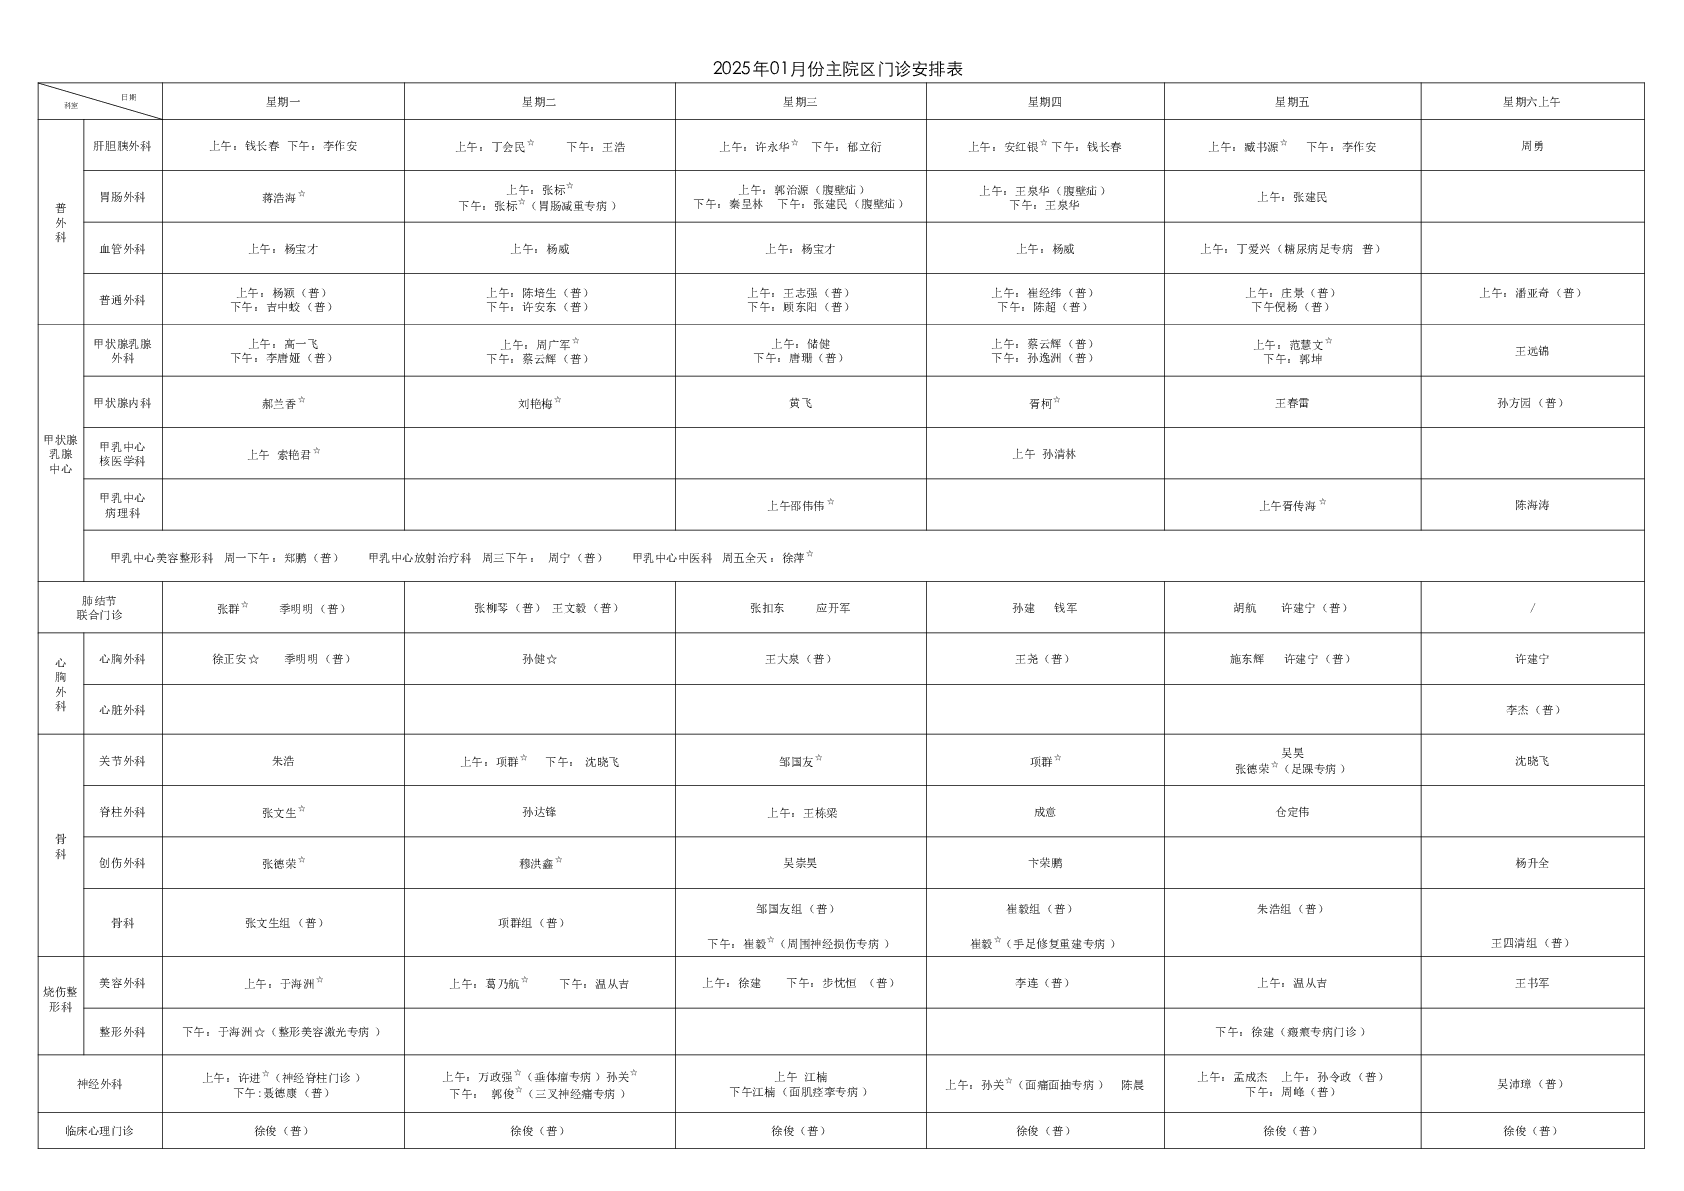 2025年01月份主院区门诊安排表
日期
科室
星期一 星期二 星期三 星期四 星期五 星期六上午
普外科
肝胆胰外科 上午：钱长春 下午：李作安 上午：丁会民☆ 下午：王浩 上午：许永华☆ 下午：郁立衍 上午：安红银☆下午：钱长春 上午：臧书源☆ 下午：李作安 周勇
胃肠外科 蒋浩海☆ 上午：张标☆ 上午：郭治源（腹壁疝） 上午：王泉华（腹壁疝） 上午：张建民
下午：张标☆（胃肠减重专病） 下午：秦呈林 下午：张建民（腹壁疝） 下午：王泉华
血管外科 上午：杨宝才 上午：杨威 上午：杨宝才 上午：杨威 上午：丁爱兴（糖尿病足专病 普）
普通外科 上午：杨颖（普） 上午：陈培生（普） 上午：王志强（普） 上午：崔经纬（普） 上午：庄景（普） 上午：潘亚奇（普）
下午：吉中蛟（普） 下午：许安东（普） 下午：顾东阳（普） 下午：陈超（普） 下午倪杨（普）
甲状腺乳腺中心
甲状腺乳腺 上午：高一飞 上午：周广军☆ 上午：储健 上午：蔡云辉（普） 上午：范慧文☆ 王远锦
外科 下午：李唐娅（普） 下午：蔡云辉（普） 下午：唐珊（普） 下午：孙逸洲（普） 下午：郭坤
甲状腺内科 郝兰香☆ 刘艳梅☆ 黄飞 胥柯☆ 王春雷 孙方园（普）
甲乳中心
核医学科 上午 索艳君☆ 上午 孙清林
甲乳中心
病理科 上午邵伟伟☆ 上午胥传海☆ 陈海涛
甲乳中心美容整形科 周一下午：郑鹏（普） 甲乳中心放射治疗科 周三下午： 周宁（普） 甲乳中心中医科 周五全天：徐萍☆
肺结节
联合门诊 张群☆ 季明明（普） 张柳琴（普） 王文毅（普） 张扣东 应开军 孙建 钱军 胡航 许建宁（普） /
心胸外科
心胸外科 徐正安☆ 季明明（普） 孙健☆ 王大泉（普） 王尧（普） 施东辉 许建宁（普） 许建宁
心脏外科 李杰（普）
骨科
关节外科 朱浩 上午：项群☆ 下午： 沈晓飞 邹国友☆ 项群☆ 吴昊 沈晓飞
张德荣☆（足踝专病）
脊柱外科 张文生☆ 孙达锋 上午：王栋梁 成意 仓定伟
创伤外科 张德荣☆ 穆洪鑫☆ 吴崇昊 卞荣鹏 杨升全
骨科 张文生组（普） 项群组（普） 邹国友组（普） 崔毅组（普） 朱浩组（普）
下午：崔毅☆（周围神经损伤专病） 崔毅☆（手足修复重建专病） 王四清组（普）
烧伤整形科
美容外科 上午：于海洲☆ 上午：葛乃航☆ 下午：温从吉 上午：徐建 下午：步忱恒 （普） 李连（普） 上午：温从吉 王书军
整形外科 下午：于海洲☆（整形美容激光专病） 下午：徐建（瘢痕专病门诊）
神经外科 上午：许进☆（神经脊柱门诊） 上午：万政强☆（垂体瘤专病）孙关☆ 上午 江楠 上午：孙关☆（面痛面抽专病） 陈晨 上午：孟成杰 上午：孙令政（普） 吴沛璋（普）
下午:聂德康（普） 下午： 郭俊☆（三叉神经痛专病） 下午江楠（面肌痉挛专病） 下午：周峰（普）
临床心理门诊 徐俊（普） 徐俊（普） 徐俊（普） 徐俊（普） 徐俊（普） 徐俊（普）